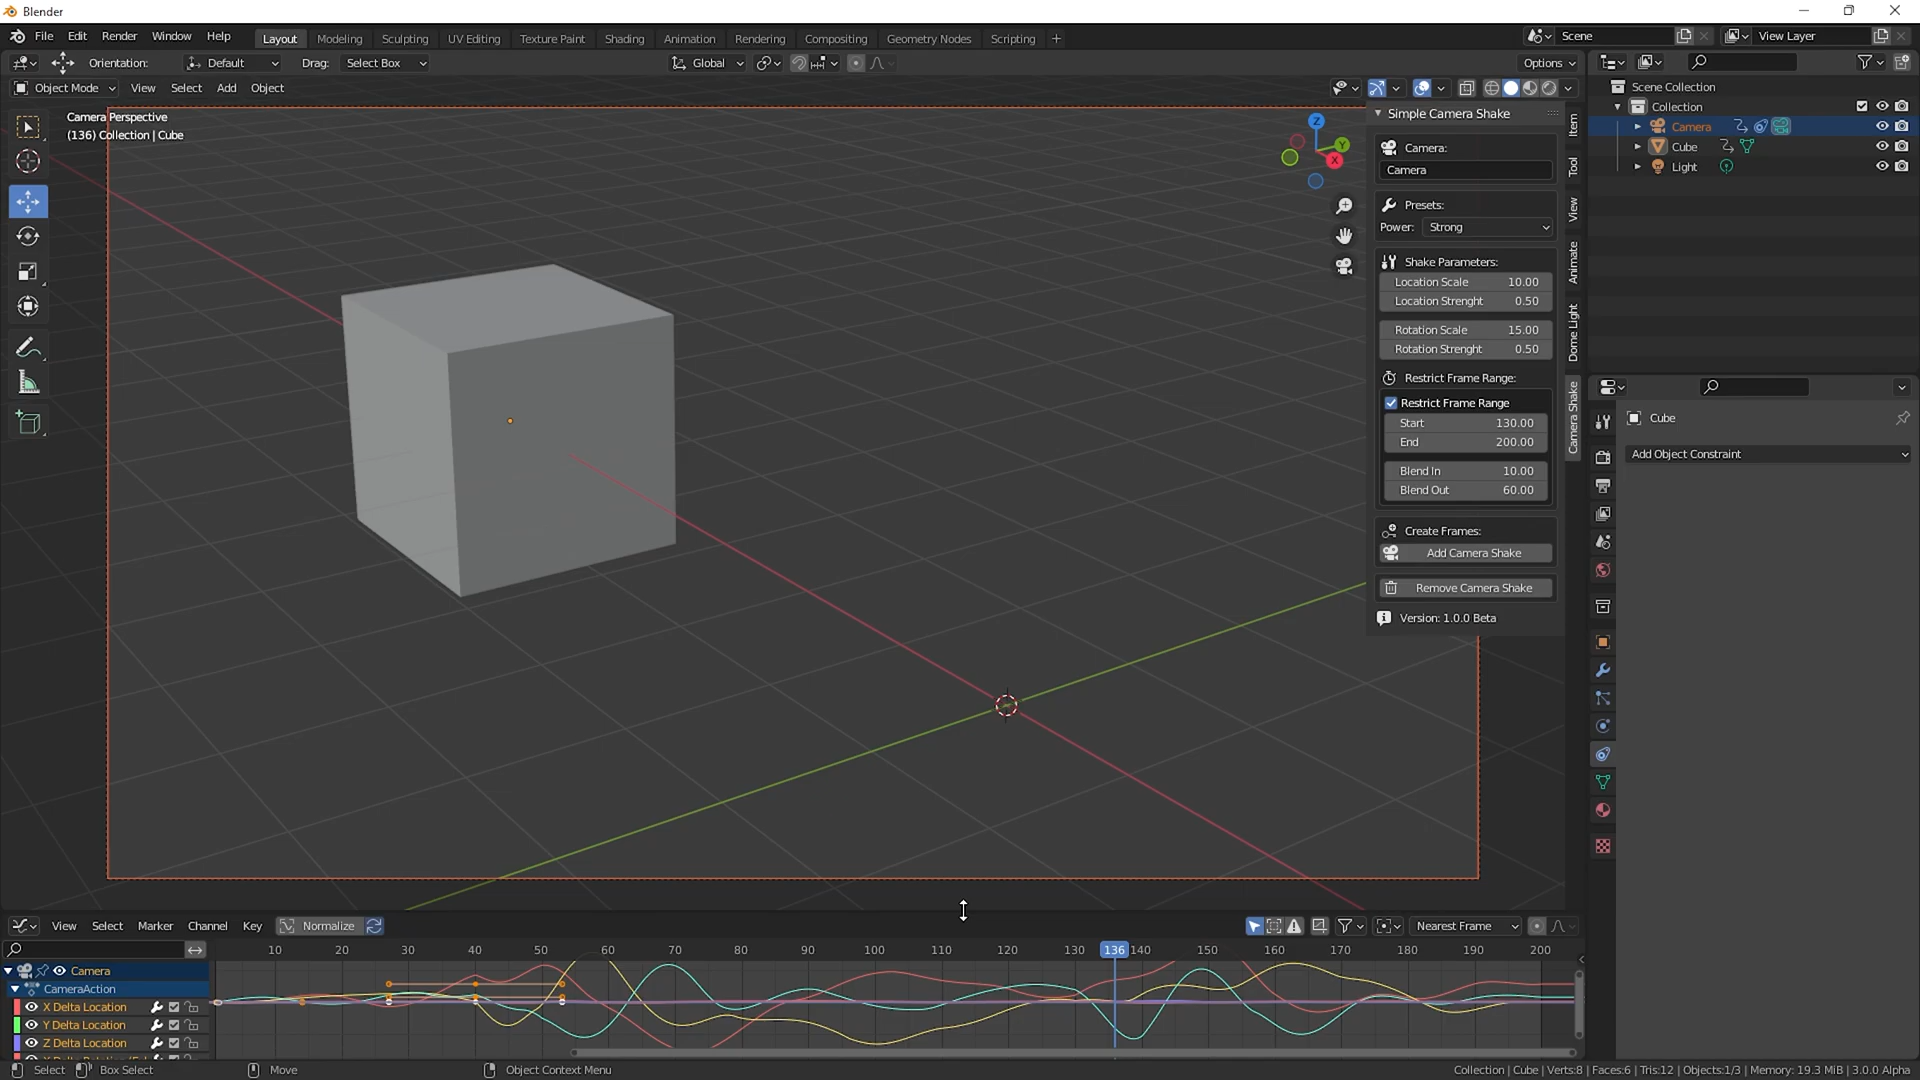 Blender
File Edit Render Window Help Layout Modeling Sculpting UV Editing Texture Paint Shading Animation Rendering Compositing Geometry Nodes Scripting + Scene View Layer
Orientation: Default Drag: Select Box Global Options
Object Mode View Select Add Object
Camera Perspective
(136) Collection | Cube
Z
Y
X
Simple Camera Shake
Camera:
Camera
Presets:
Power: Strong
Shake Parameters:
Location Scale 10.00
Location Strenght 0.50
Rotation Scale 15.00
Rotation Strenght 0.50
Restrict Frame Range:
Restrict Frame Range
Start 130.00
End 200.00
Blend In 10.00
Blend Out 60.00
Create Frames:
Add Camera Shake
Remove Camera Shake
Version: 1.0.0 Beta
Item
Tool
View
Animate
Dome Light
Camera Shake
Scene Collection
Collection
Camera
Cube
Light
Cube
Add Object Constraint
View Select Marker Channel Key Normalize Nearest Frame
10 20 30 40 50 60 70 80 90 100 110 120 130 136 140 150 160 170 180 190 200
Camera
CameraAction
X Delta Location
Y Delta Location
Z Delta Location
Select Box Select Move Object Context Menu Collection | Cube | Verts:8 | Faces:6 | Tris:12 | Objects:1/3 | Memory: 19.3 MiB | 3.0.0 Alpha